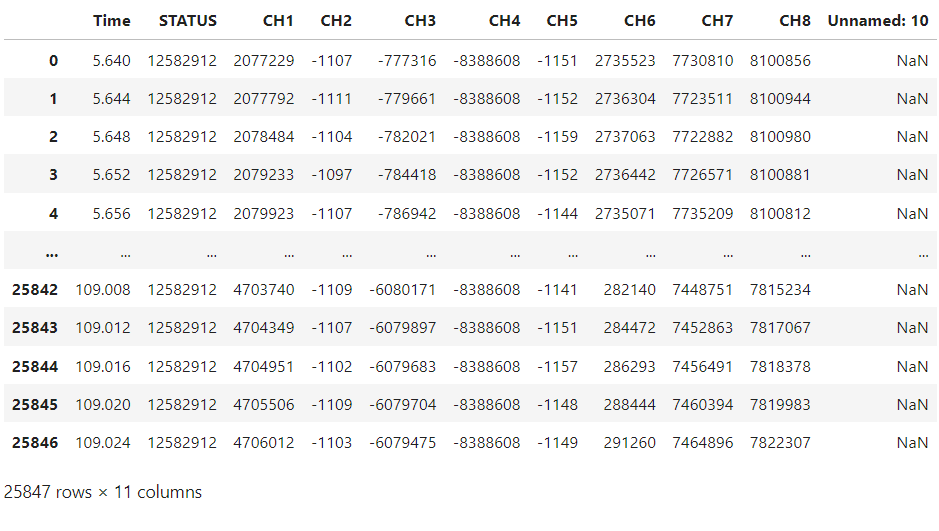 Time STATUS CH1 CH2 CH3 CH4 CH5 CH6 CH7 CH8 Unnamed: 10
0 5.640 12582912 2077229 -1107 -777316 -8388608 -1151 2735523 7730810 8100856 NaN
1 5.644 12582912 2077792 -1111 -779661 -8388608 -1152 2736304 7723511 8100944 NaN
2 5.648 12582912 2078484 -1104 -782021 -8388608 -1159 2737063 7722882 8100980 NaN
3 5.652 12582912 2079233 -1097 -784418 -8388608 -1152 2736442 7726571 8100881 NaN
4 5.656 12582912 2079923 -1107 -786942 -8388608 -1144 2735071 7735209 8100812 NaN
... ... ... ... ... ... ... ... ... ... ... ...
25842 109.008 12582912 4703740 -1109 -6080171 -8388608 -1141 282140 7448751 7815234 NaN
25843 109.012 12582912 4704349 -1107 -6079897 -8388608 -1151 284472 7452863 7817067 NaN
25844 109.016 12582912 4704951 -1102 -6079683 -8388608 -1157 286293 7456491 7818378 NaN
25845 109.020 12582912 4705506 -1109 -6079704 -8388608 -1148 288444 7460394 7819983 NaN
25846 109.024 12582912 4706012 -1103 -6079475 -8388608 -1149 291260 7464896 7822307 NaN
25847 rows × 11 columns